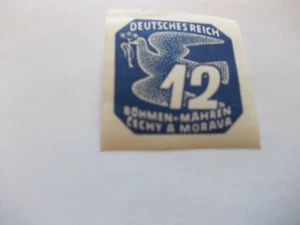 DEUTSCHES REICH
12
BÖHMEN-MÄHREN
ČECHY A MORAVA